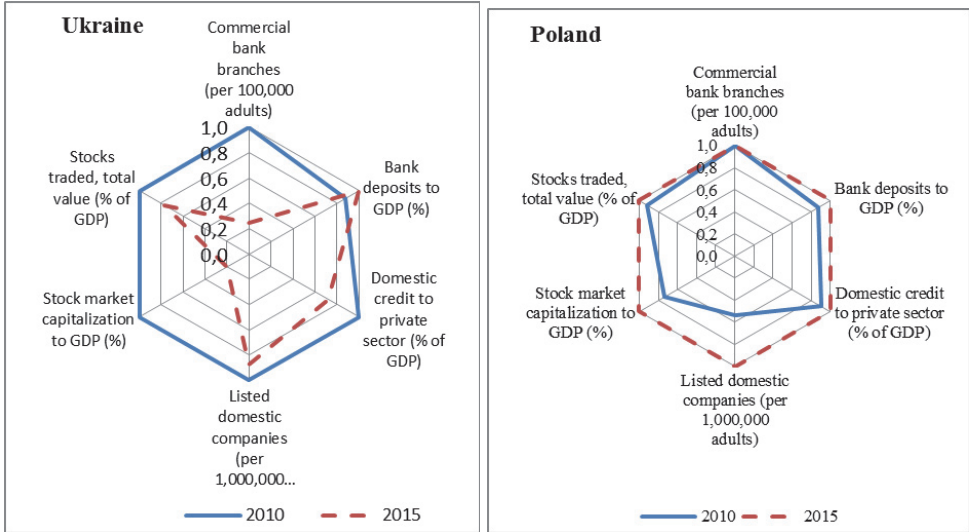 Ukraine
Commercial
bank
branches
(per 100,000
adults)
1,0
0,8
0,6
0,4
0,2
0,0
Bank
deposits to
GDP (%)
Domestic
credit to
private
sector (% of
GDP)
Listed
domestic
companies
(per
1,000,000...
Stock market
capitalization
to GDP (%)
Stocks
traded, total
value (% of
GDP)
2010
2015
Poland
Commercial
bank branches
(per 100,000
adults)
1,0
0,8
0,6
0,4
0,2
0,0
Bank deposits to
GDP (%)
Domestic credit
to private sector
(% of GDP)
Listed domestic
companies (per
1,000,000
adults)
Stock market
capitalization to
GDP (%)
Stocks traded,
total value (% of
GDP)
2010
2015